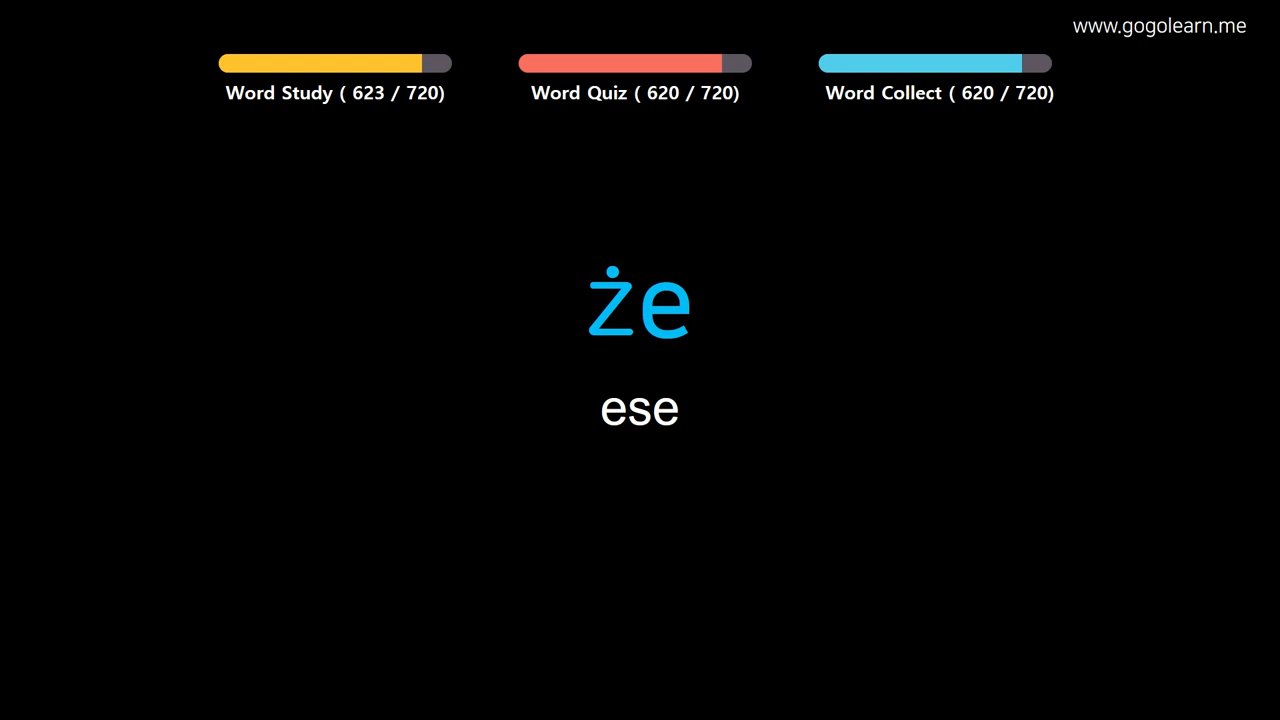 www.gogolearn.me
Word Study ( 623 / 720)
Word Quiz ( 620 / 720)
Word Collect ( 620 / 720)
że
ese